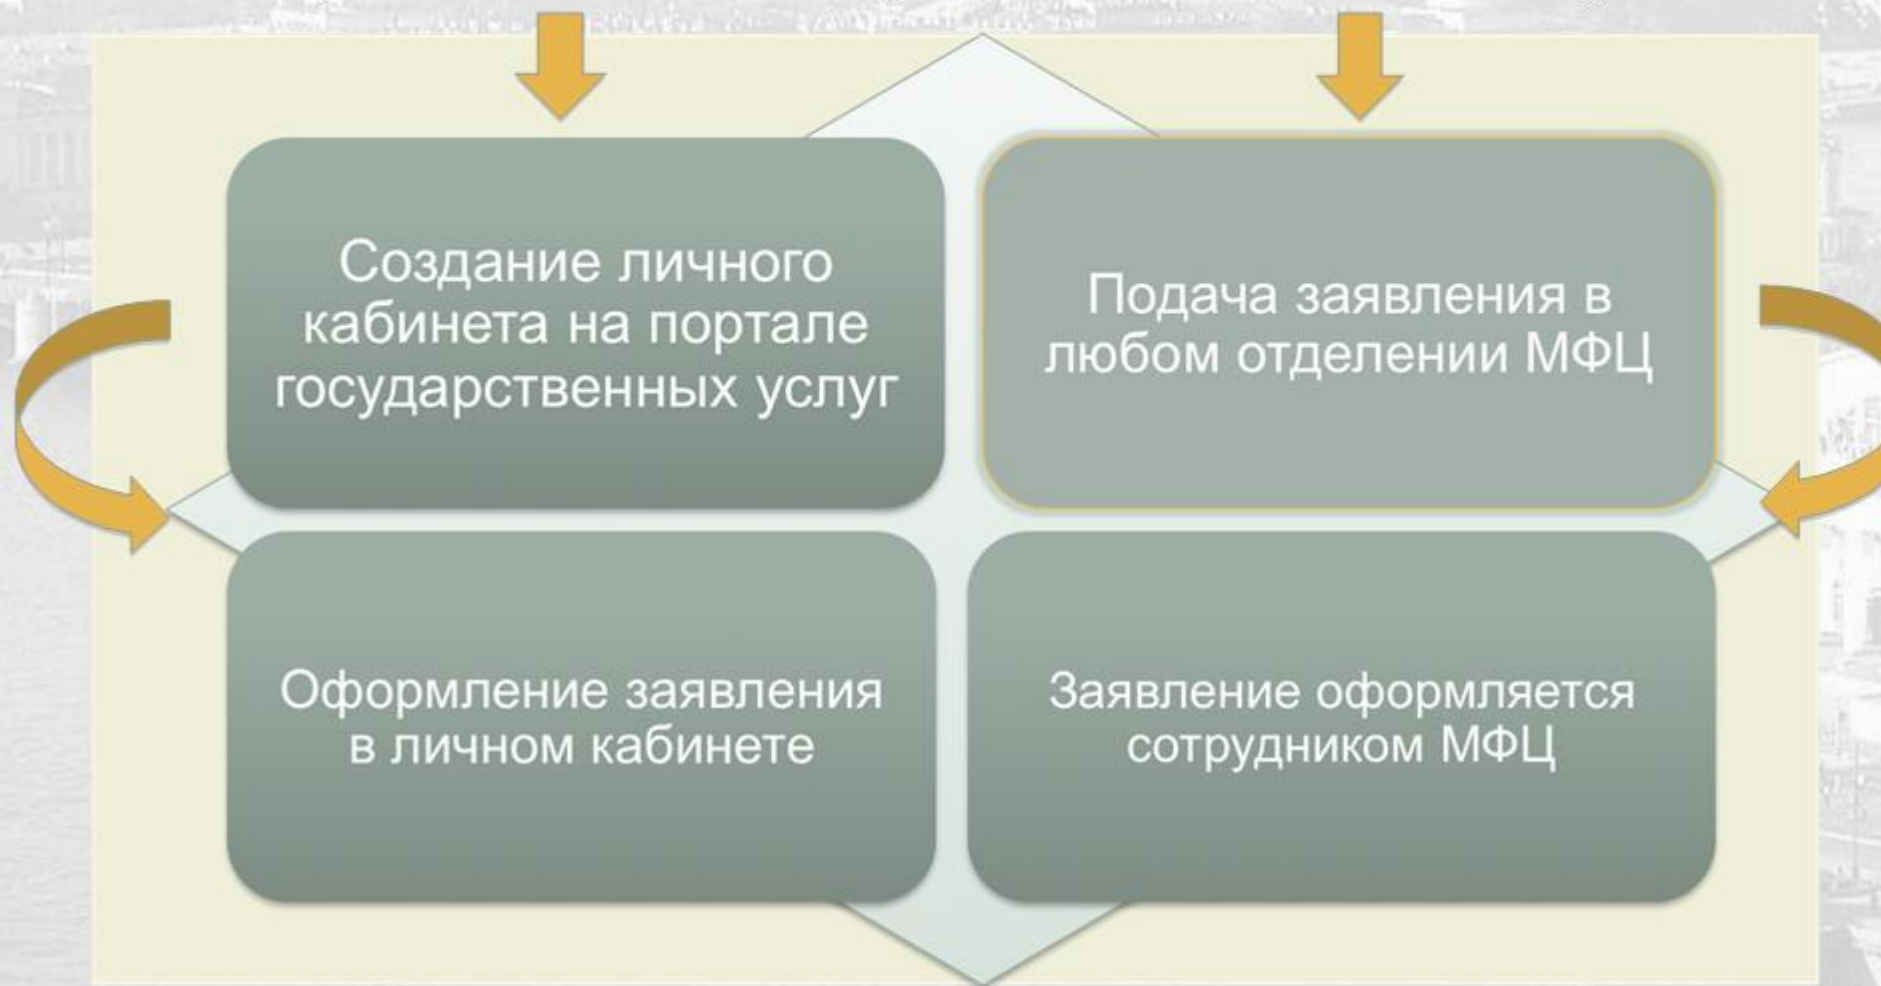 Создание личного
кабинета на портале
государственных услуг
Подача заявления в
любом отделении МФЦ
Оформление заявления
в личном кабинете
Заявление оформляется
сотрудником МФЦ